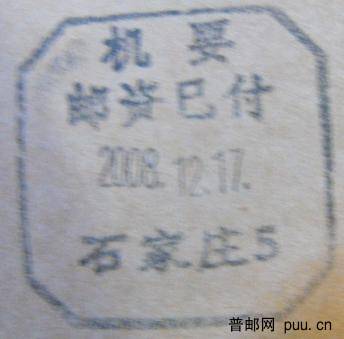 机要
邮资已付
2008.12.17.
石家庄5
普邮网 puu.cn